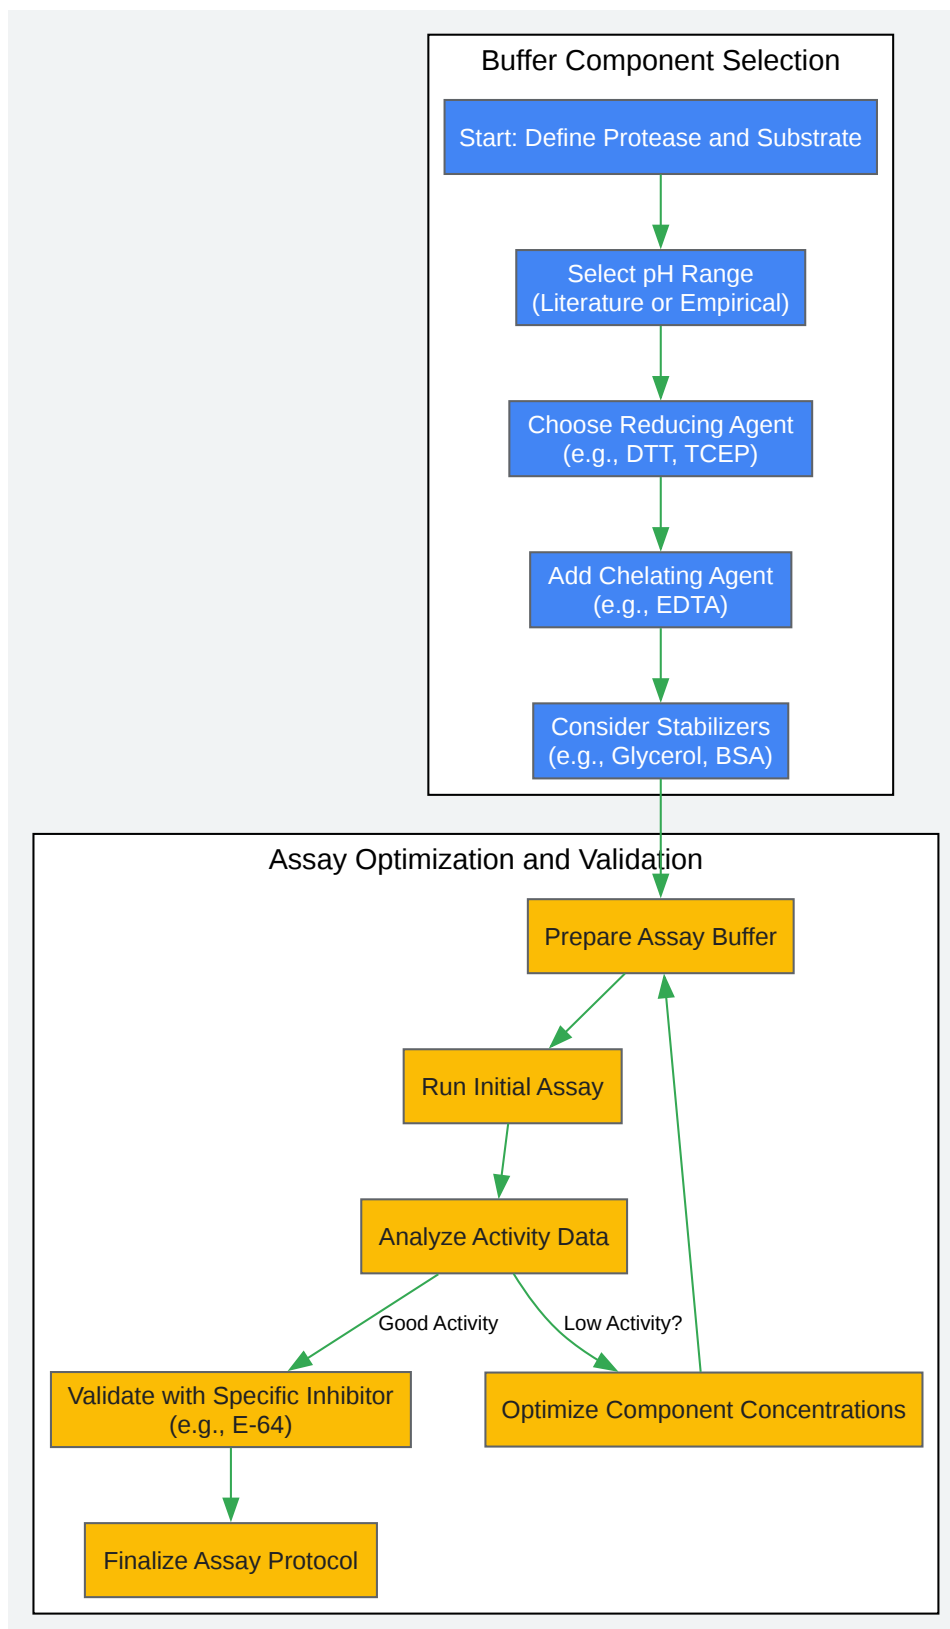 Buffer Component Selection
Start: Define Protease and Substrate
Select pH Range
(Literature or Empirical)
Choose Reducing Agent
(e.g., DTT, TCEP)
Add Chelating Agent
(e.g., EDTA)
Consider Stabilizers
(e.g., Glycerol, BSA)
Assay Optimization and Validation
Prepare Assay Buffer
Run Initial Assay
Analyze Activity Data
Good Activity
Low Activity?
Validate with Specific Inhibitor
(e.g., E-64)
Optimize Component Concentrations
Finalize Assay Protocol